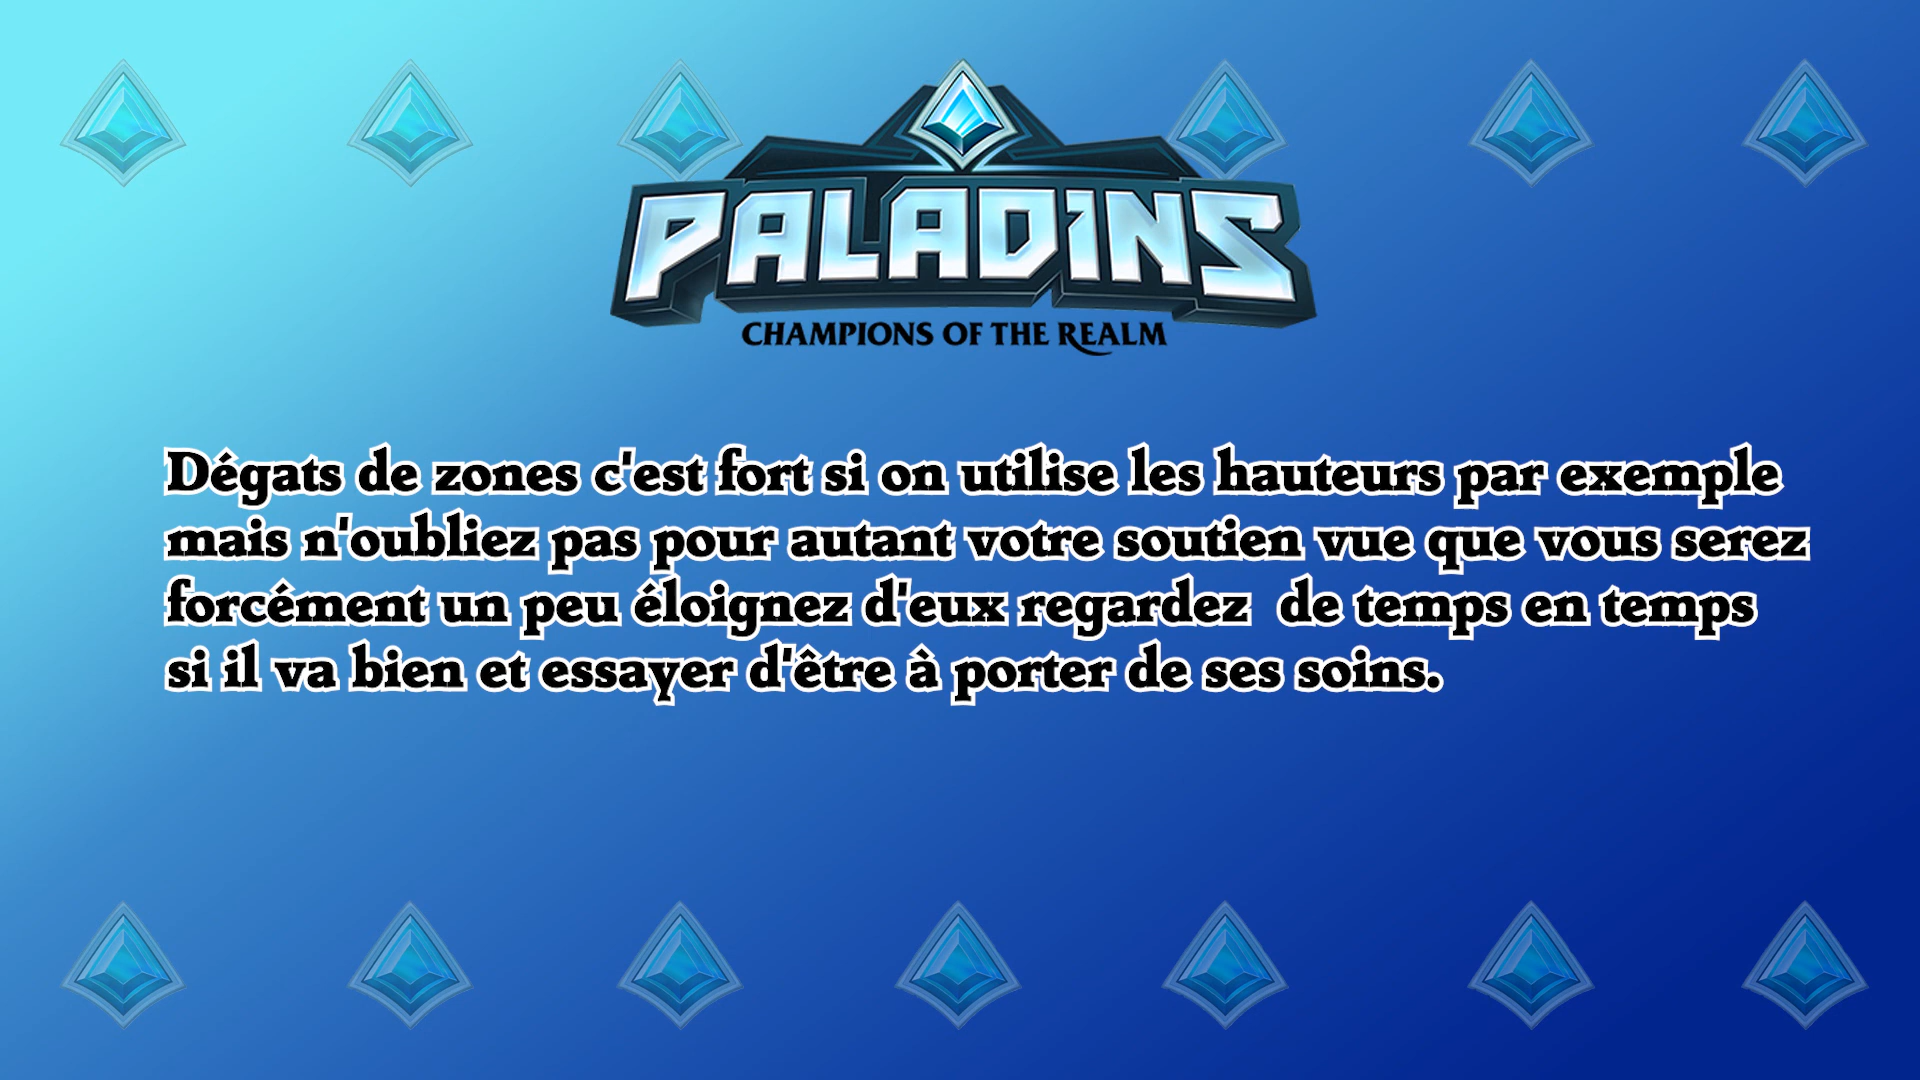 PALADINS
CHAMPIONS OF THE REALM
Dégats de zones c'est fort si on utilise les hauteurs par exemple
mais n'oubliez pas pour autant votre soutien vue que vous serez
forcément un peu éloignez d'eux regardez  de temps en temps
si il va bien et essayer d'être à porter de ses soins.